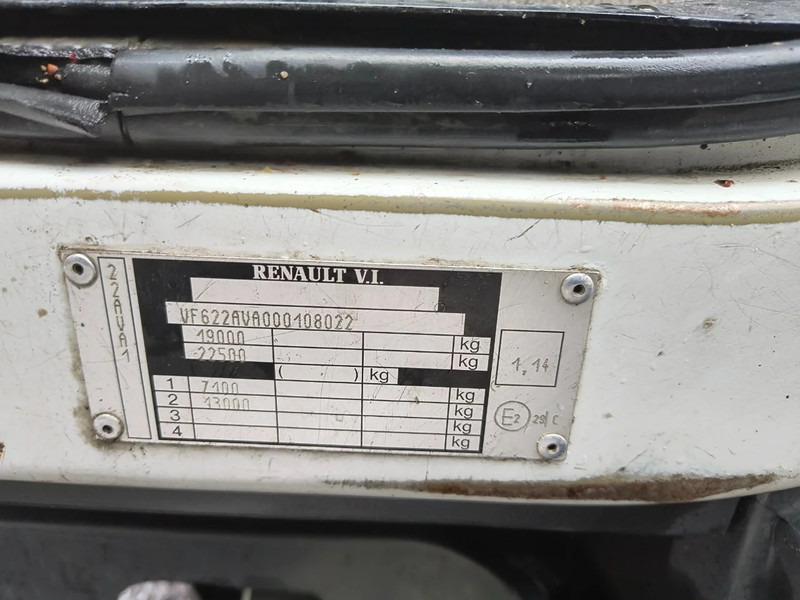 RENAULT V.I.
22AVA1
VF622AVA000108022
19000 kg
22500 kg
( ) kg
1 7100 kg
2 13000 kg
3 kg
4 kg
1,14
E2